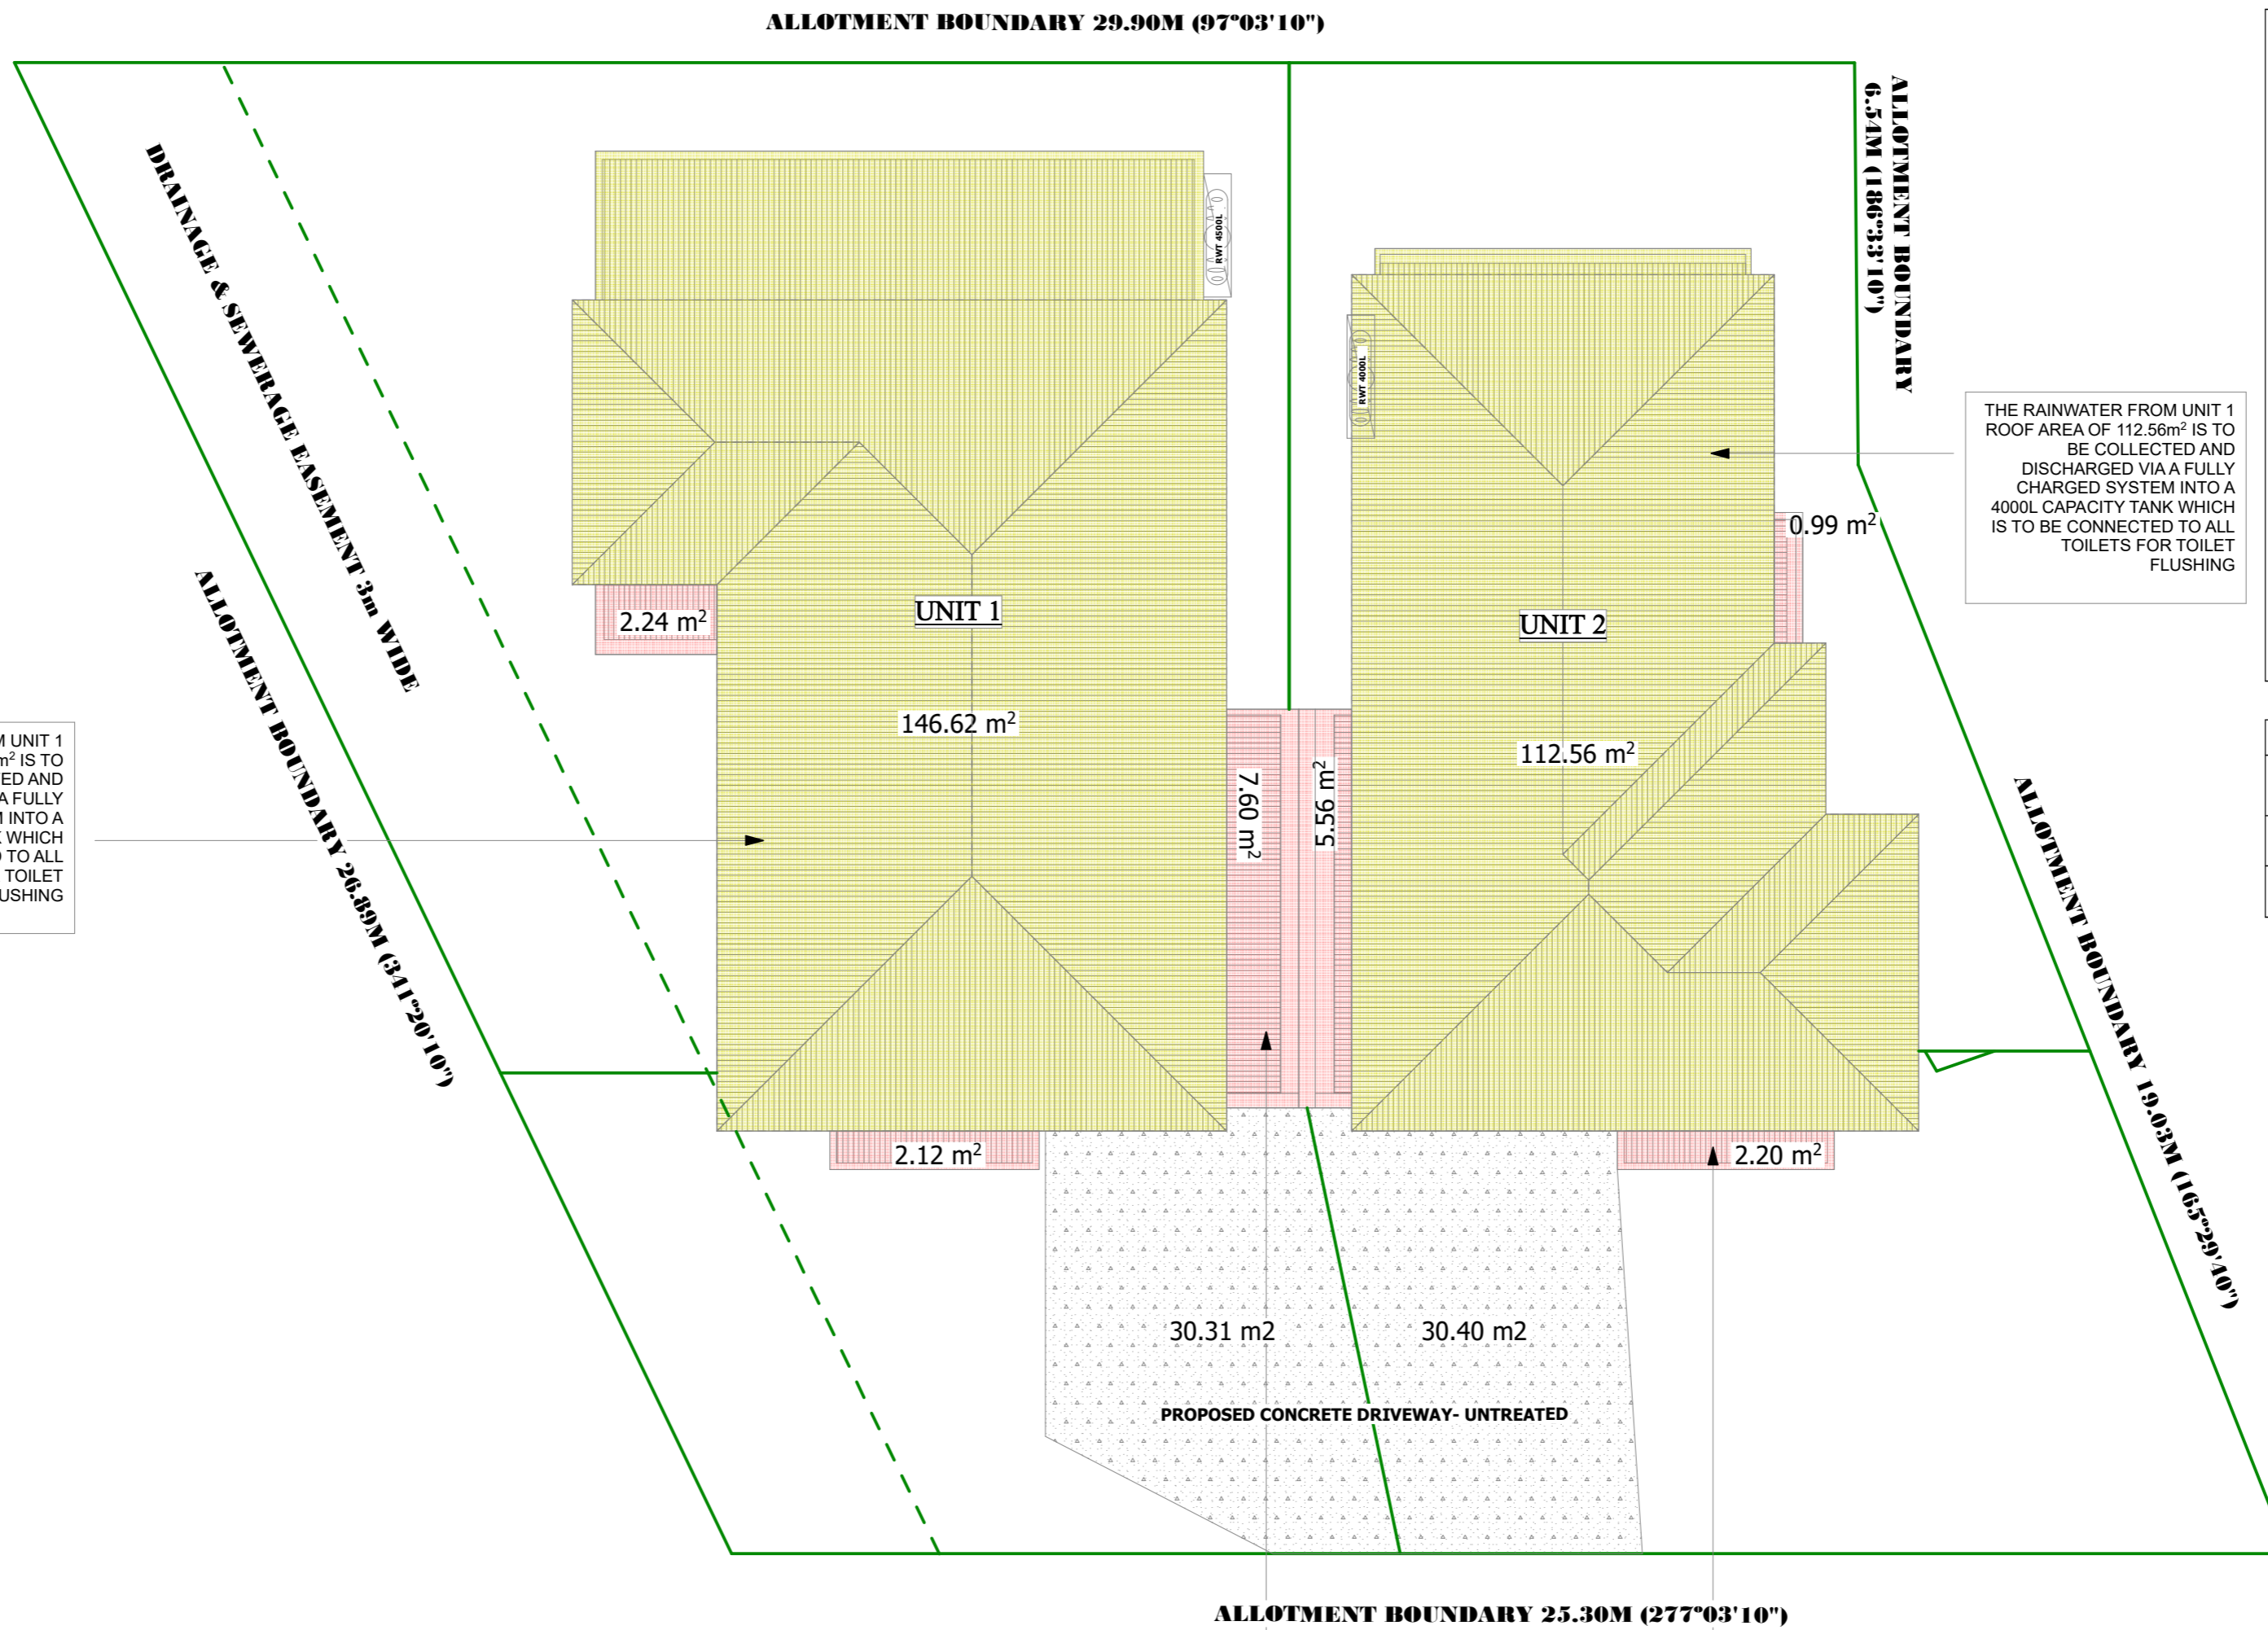 ALLOTMENT BOUNDARY 29.90M (97°03'10")
ALLOTMENT BOUNDARY
6.54M (186°33'10")
DRAINAGE & SEWERAGE EASEMENT 3m WIDE
RWT 4500L
RWT 4000L
THE RAINWATER FROM UNIT 1
ROOF AREA OF 112.56m² IS TO
BE COLLECTED AND
DISCHARGED VIA A FULLY
CHARGED SYSTEM INTO A
4000L CAPACITY TANK WHICH
IS TO BE CONNECTED TO ALL
TOILETS FOR TOILET
FLUSHING
0.99 m²
2.24 m²
UNIT 1
UNIT 2
146.62 m²
112.56 m²
7.60 m²
5.56 m²
UNIT 1
m² IS TO
AND
A FULLY
INTO A
WHICH
TO ALL
TOILET
ALLOTMENT BOUNDARY 26.89M (341°20'10")
ALLOTMENT BOUNDARY 19.03M (165°29'40")
2.12 m²
2.20 m²
30.31 m2
30.40 m2
PROPOSED CONCRETE DRIVEWAY- UNTREATED
ALLOTMENT BOUNDARY 25.30M (277°03'10")